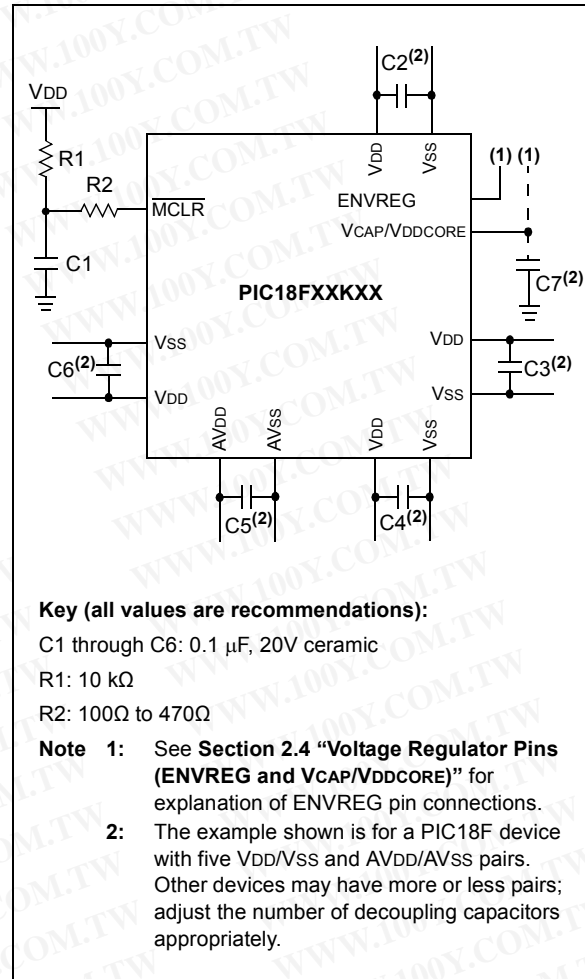 C2(2)
VDD
R1
R2
C1
VDD
VSS
(1) (1)
MCLR
ENVREG
VCAP/VDDCORE
C7(2)
PIC18FXXKXX
VSS
VDD
C6(2)
C3(2)
VDD
VSS
AVDD
AVSS
VDD
VSS
C5(2)
C4(2)
Key (all values are recommendations):
C1 through C6: 0.1 μF, 20V ceramic
R1: 10 kΩ
R2: 100Ω to 470Ω
Note 1: See Section 2.4 “Voltage Regulator Pins
(ENVREG and VCAP/VDDCORE)” for
explanation of ENVREG pin connections.
2: The example shown is for a PIC18F device
with five VDD/VSS and AVDD/AVSS pairs.
Other devices may have more or less pairs;
adjust the number of decoupling capacitors
appropriately.
WWW.100Y.COM.TW